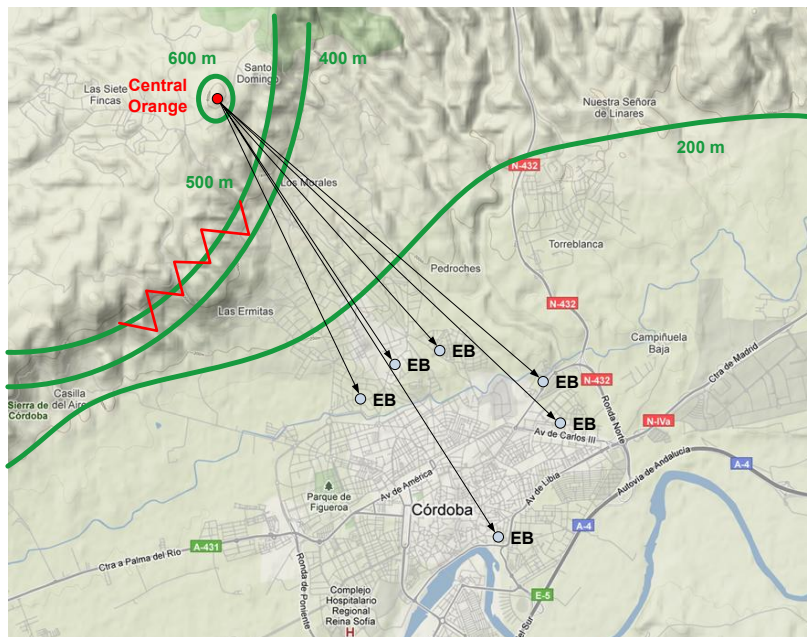 600 m
Santo
Domingo
400 m
Central
Orange
Las Siete
Fincas
Nuestra Señora
de Linares
200 m
N-432
500 m
Los Morales
Torreblanca
Pedroches
N-432
Las Ermitas
Campiñuela
Baja
Ctra de Madrid
EB
EB
EB
N-432
Casilla
del Aire
Sierra de
Córdoba
EB
Ronda Norte
N-IVa
EB
Av de Carlos III
Autovía de Andalucía
A-4
Av de América
Av de Libia
Parque de
Figueroa
Córdoba
A-4
EB
A-431
Ctra a Palma del Río
Ronda de Poniente
Complejo
Hospitalario
Regional
Reina Sofia
H
E-5
el Sur